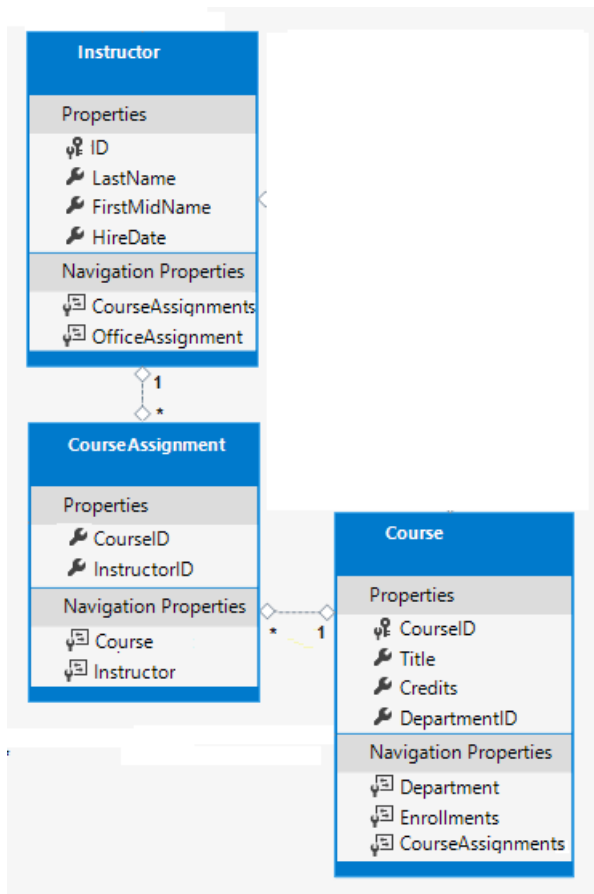 Instructor
Properties
ID
LastName
FirstMidName
HireDate
Navigation Properties
CourseAssignments
OfficeAssignment
1
*
CourseAssignment
Properties
CourseID
InstructorID
Navigation Properties
Course
Instructor
* 1
Course
Properties
CourseID
Title
Credits
DepartmentID
Navigation Properties
Department
Enrollments
CourseAssignments